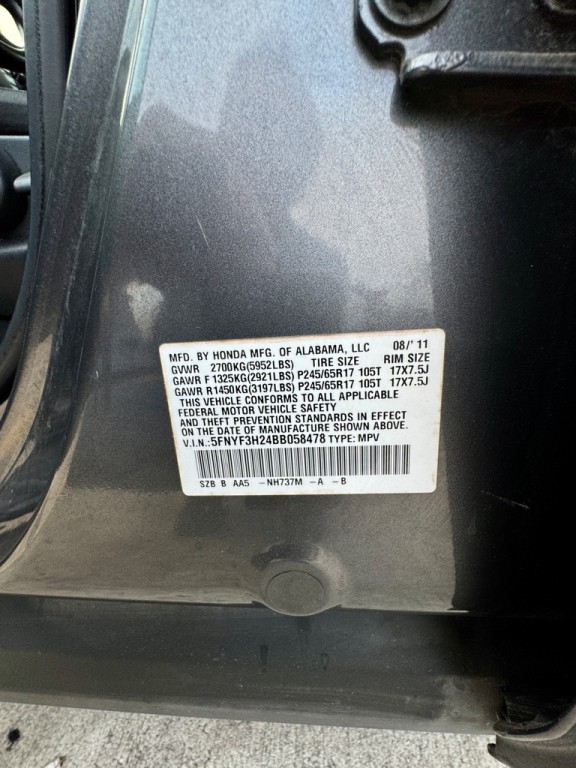 MFD. BY HONDA MFG. OF ALABAMA, LLC 08/'11
GVWR 2700KG(5952LBS) TIRE SIZE RIM SIZE
GAWR F 1325KG(2921LBS) P245/65R17 105T 17X7.5J
GAWR R 1450KG(3197LBS) P245/65R17 105T 17X7.5J
THIS VEHICLE CONFORMS TO ALL APPLICABLE
FEDERAL MOTOR VEHICLE SAFETY
AND THEFT PREVENTION STANDARDS IN EFFECT
ON THE DATE OF MANUFACTURE SHOWN ABOVE.
V.I.N.: 5FNYF3H24BB058478 TYPE: MPV
SZB B AA5 -NH737M -A -B